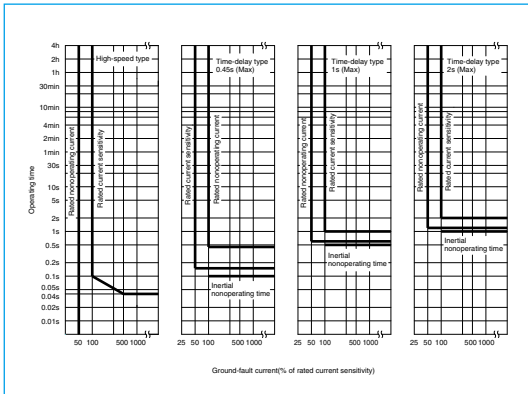 High-speed type
Time-delay type
0.45s (Max)
Time-delay type
1s (Max)
Time-delay type
2s (Max)
4h
2h
1h
30min
10min
4min
2min
1min
30s
10s
5s
2s
1s
0.5s
0.2s
0.1s
0.05s
0.04s
0.02s
0.01s
Operating time
Rated nonoperating current
Rated current sensitivity
Rated current sensitivity
Rated nonoperating current
Rated nonoperating current
Rated current sensitivity
Rated nonoperating current
Rated current sensitivity
Inertial
nonoperating time
Inertial
nonoperating time
Inertial
nonoperating time
50 100 500 1000
25 50 100 500 1000
25 50 100 500 1000
25 50 100 500 1000
Ground-fault current(% of rated current sensitivity)